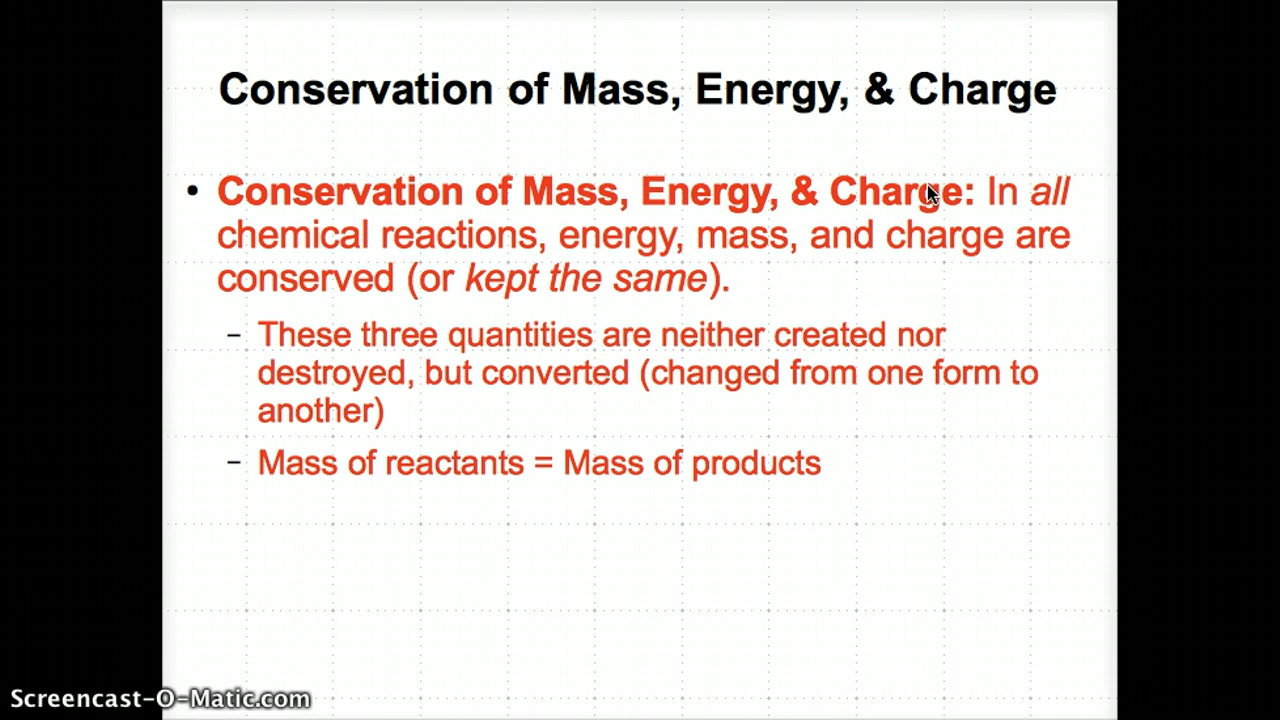 Conservation of Mass, Energy, & Charge
• Conservation of Mass, Energy, & Charge: In all
chemical reactions, energy, mass, and charge are
conserved (or kept the same).
– These three quantities are neither created nor
destroyed, but converted (changed from one form to
another)
– Mass of reactants = Mass of products
Screencast-O-Matic.com